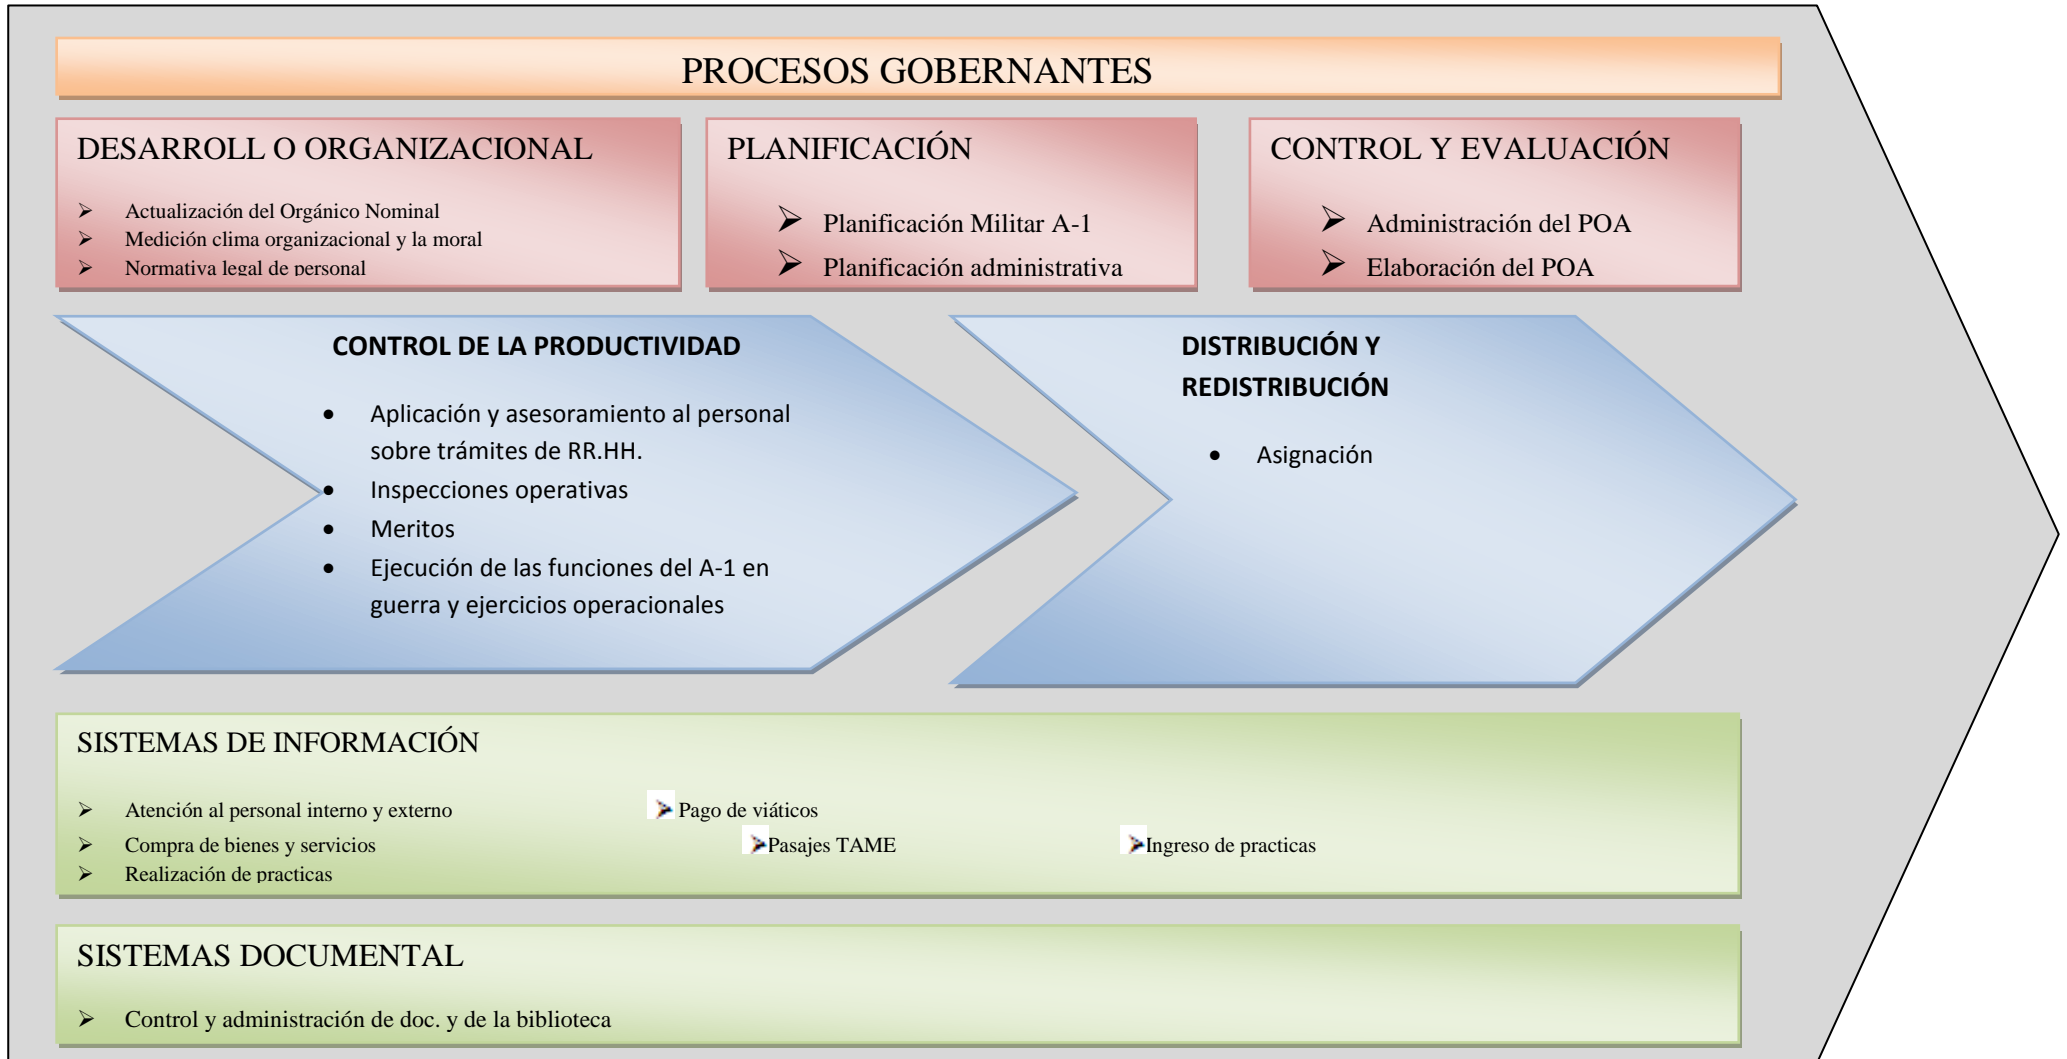 PROCESOS GOBERNANTES
DESARROLL O ORGANIZACIONAL
➢ Actualización del Orgánico Nominal
➢ Medición clima organizacional y la moral
➢ Normativa legal de personal
PLANIFICACIÓN
➢ Planificación Militar A-1
➢ Planificación administrativa
CONTROL Y EVALUACIÓN
➢ Administración del POA
➢ Elaboración del POA
CONTROL DE LA PRODUCTIVIDAD
• Aplicación y asesoramiento al personal
sobre trámites de RR.HH.
• Inspecciones operativas
• Meritos
• Ejecución de las funciones del A-1 en
guerra y ejercicios operacionales
DISTRIBUCIÓN Y
REDISTRIBUCIÓN
• Asignación
SISTEMAS DE INFORMACIÓN
➢ Atención al personal interno y externo ➢ Pago de viáticos
➢ Compra de bienes y servicios ➢Pasajes TAME ➢Ingreso de practicas
➢ Realización de practicas
SISTEMAS DOCUMENTAL
➢ Control y administración de doc. y de la biblioteca